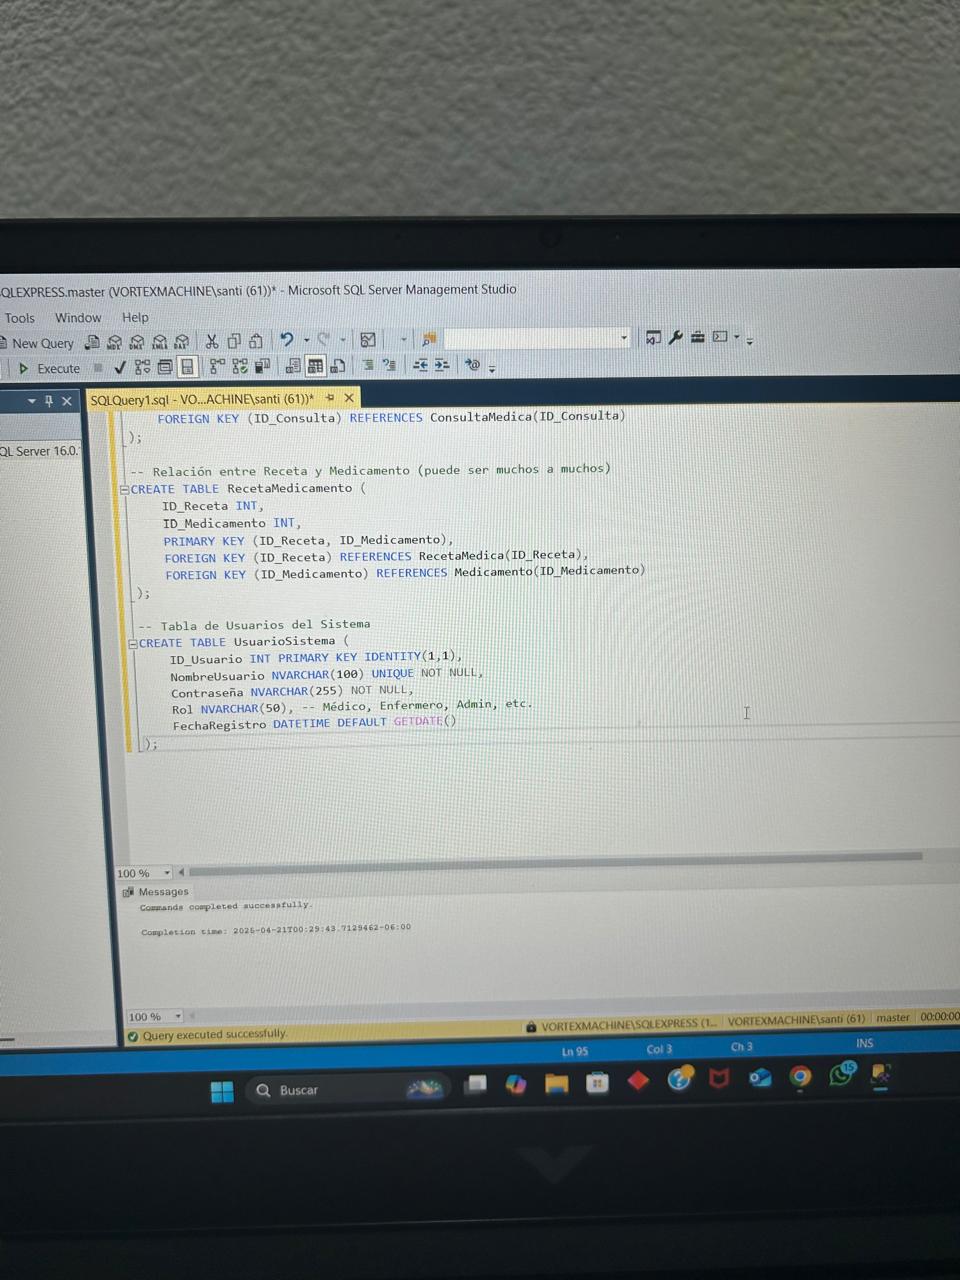 QLEXPRESS.master (VORTEXMACHINE\santi (61))* - Microsoft SQL Server Management Studio
Tools Window Help
New Query
Execute
SQLQuery1.sql - VO...ACHINE\santi (61))*
QL Server 16.0.
FOREIGN KEY (ID_Consulta) REFERENCES ConsultaMedica(ID_Consulta)
);
-- Relación entre Receta y Medicamento (puede ser muchos a muchos)
CREATE TABLE RecetaMedicamento (
ID_Receta INT,
ID_Medicamento INT,
PRIMARY KEY (ID_Receta, ID_Medicamento),
FOREIGN KEY (ID_Receta) REFERENCES RecetaMedica(ID_Receta),
FOREIGN KEY (ID_Medicamento) REFERENCES Medicamento(ID_Medicamento)
);
-- Tabla de Usuarios del Sistema
CREATE TABLE UsuarioSistema (
ID_Usuario INT PRIMARY KEY IDENTITY(1,1),
NombreUsuario NVARCHAR(100) UNIQUE NOT NULL,
Contraseña NVARCHAR(255) NOT NULL,
Rol NVARCHAR(50), -- Médico, Enfermero, Admin, etc.
FechaRegistro DATETIME DEFAULT GETDATE()
);
100 %
Messages
Commands completed successfully.
Completion time: 2025-04-21T00:29:43.7129462-06:00
100 %
Query executed successfully.
VORTEXMACHINE\SQLEXPRESS (1... VORTEXMACHINE\santi (61) master 00:00:00
Ln 95 Col 3 Ch 3 INS
Buscar
15